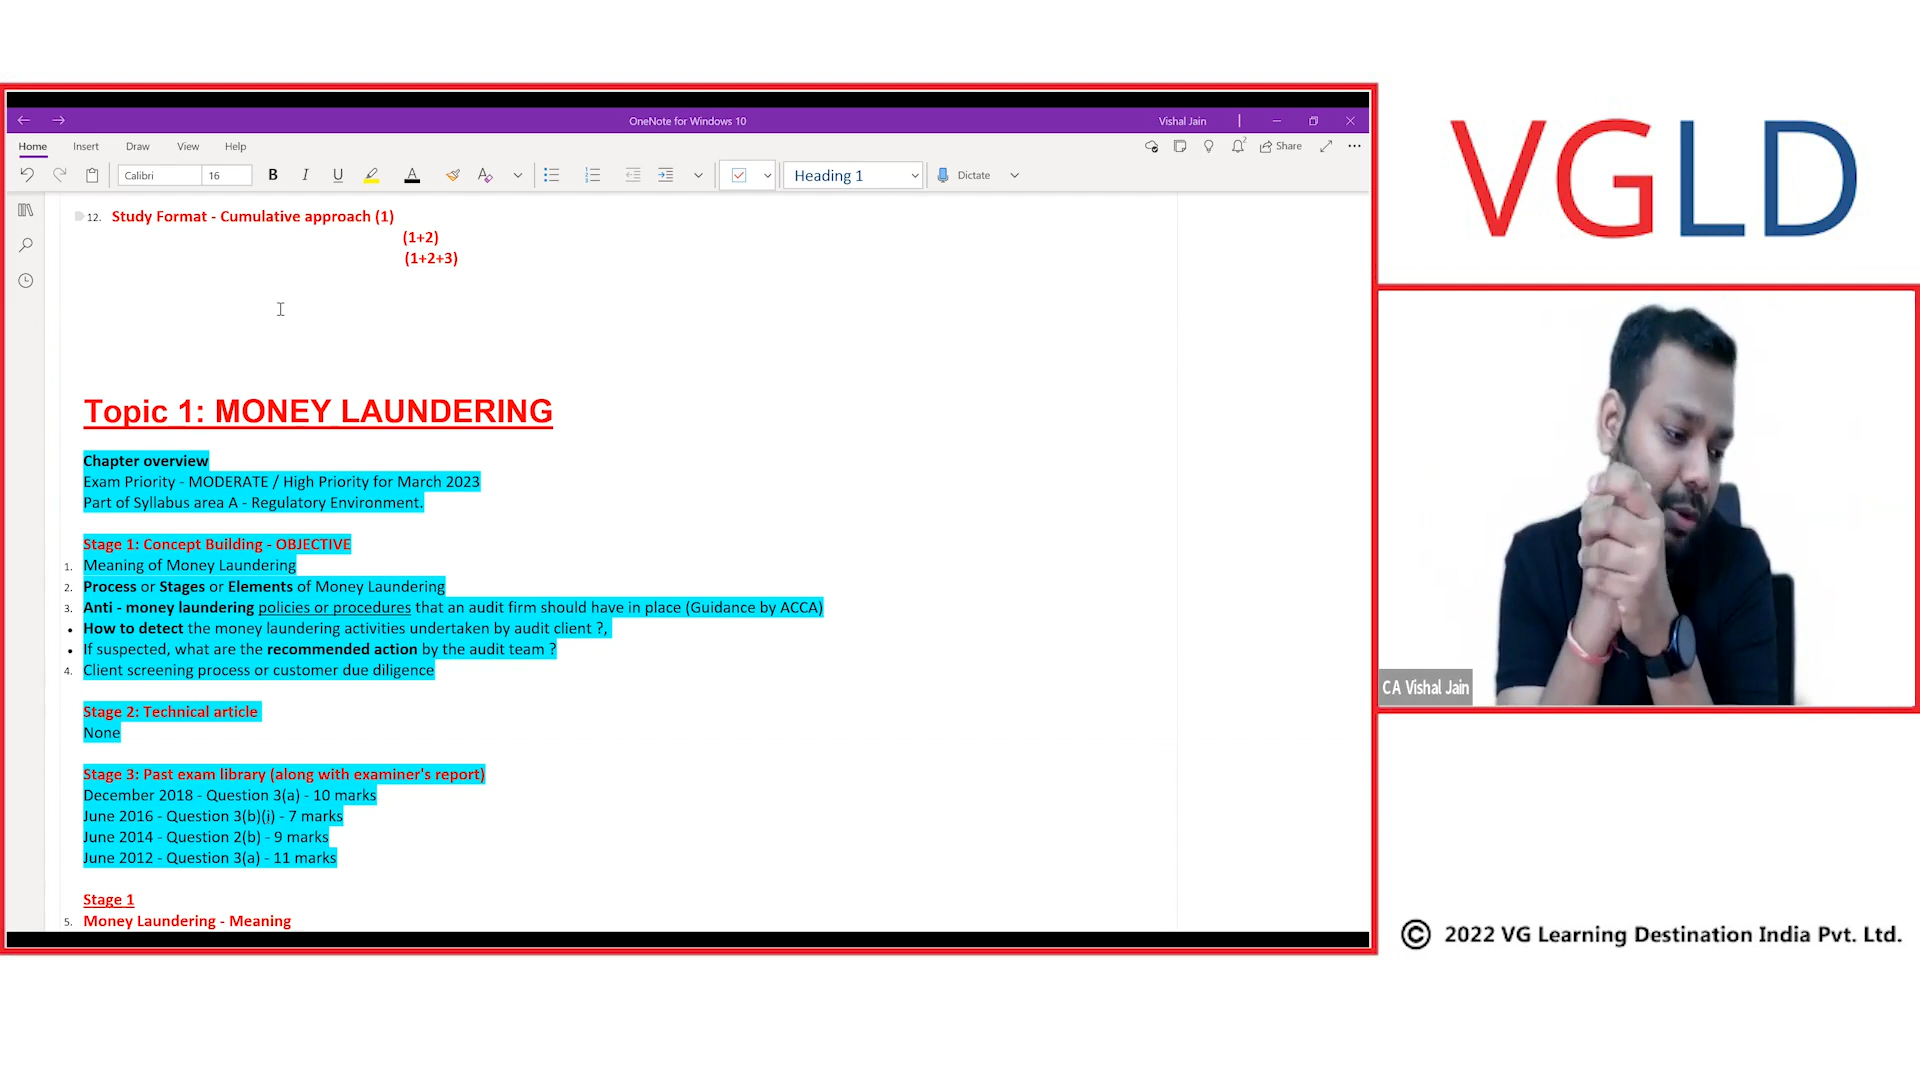 OneNote for Windows 10
Vishal Jain
Home Insert Draw View Help
Share
Calibri 16 B I U A Heading 1 Dictate
12. Study Format - Cumulative approach (1)
(1+2)
(1+2+3)
Topic 1: MONEY LAUNDERING
Chapter overview
Exam Priority - MODERATE / High Priority for March 2023
Part of Syllabus area A - Regulatory Environment.
Stage 1: Concept Building - OBJECTIVE
1. Meaning of Money Laundering
2. Process or Stages or Elements of Money Laundering
3. Anti - money laundering policies or procedures that an audit firm should have in place (Guidance by ACCA)
• How to detect the money laundering activities undertaken by audit client ?,
• If suspected, what are the recommended action by the audit team ?
4. Client screening process or customer due diligence
Stage 2: Technical article
None
Stage 3: Past exam library (along with examiner's report)
December 2018 - Question 3(a) - 10 marks
June 2016 - Question 3(b)(i) - 7 marks
June 2014 - Question 2(b) - 9 marks
June 2012 - Question 3(a) - 11 marks
Stage 1
5. Money Laundering - Meaning
VGLD
CA Vishal Jain
© 2022 VG Learning Destination India Pvt. Ltd.